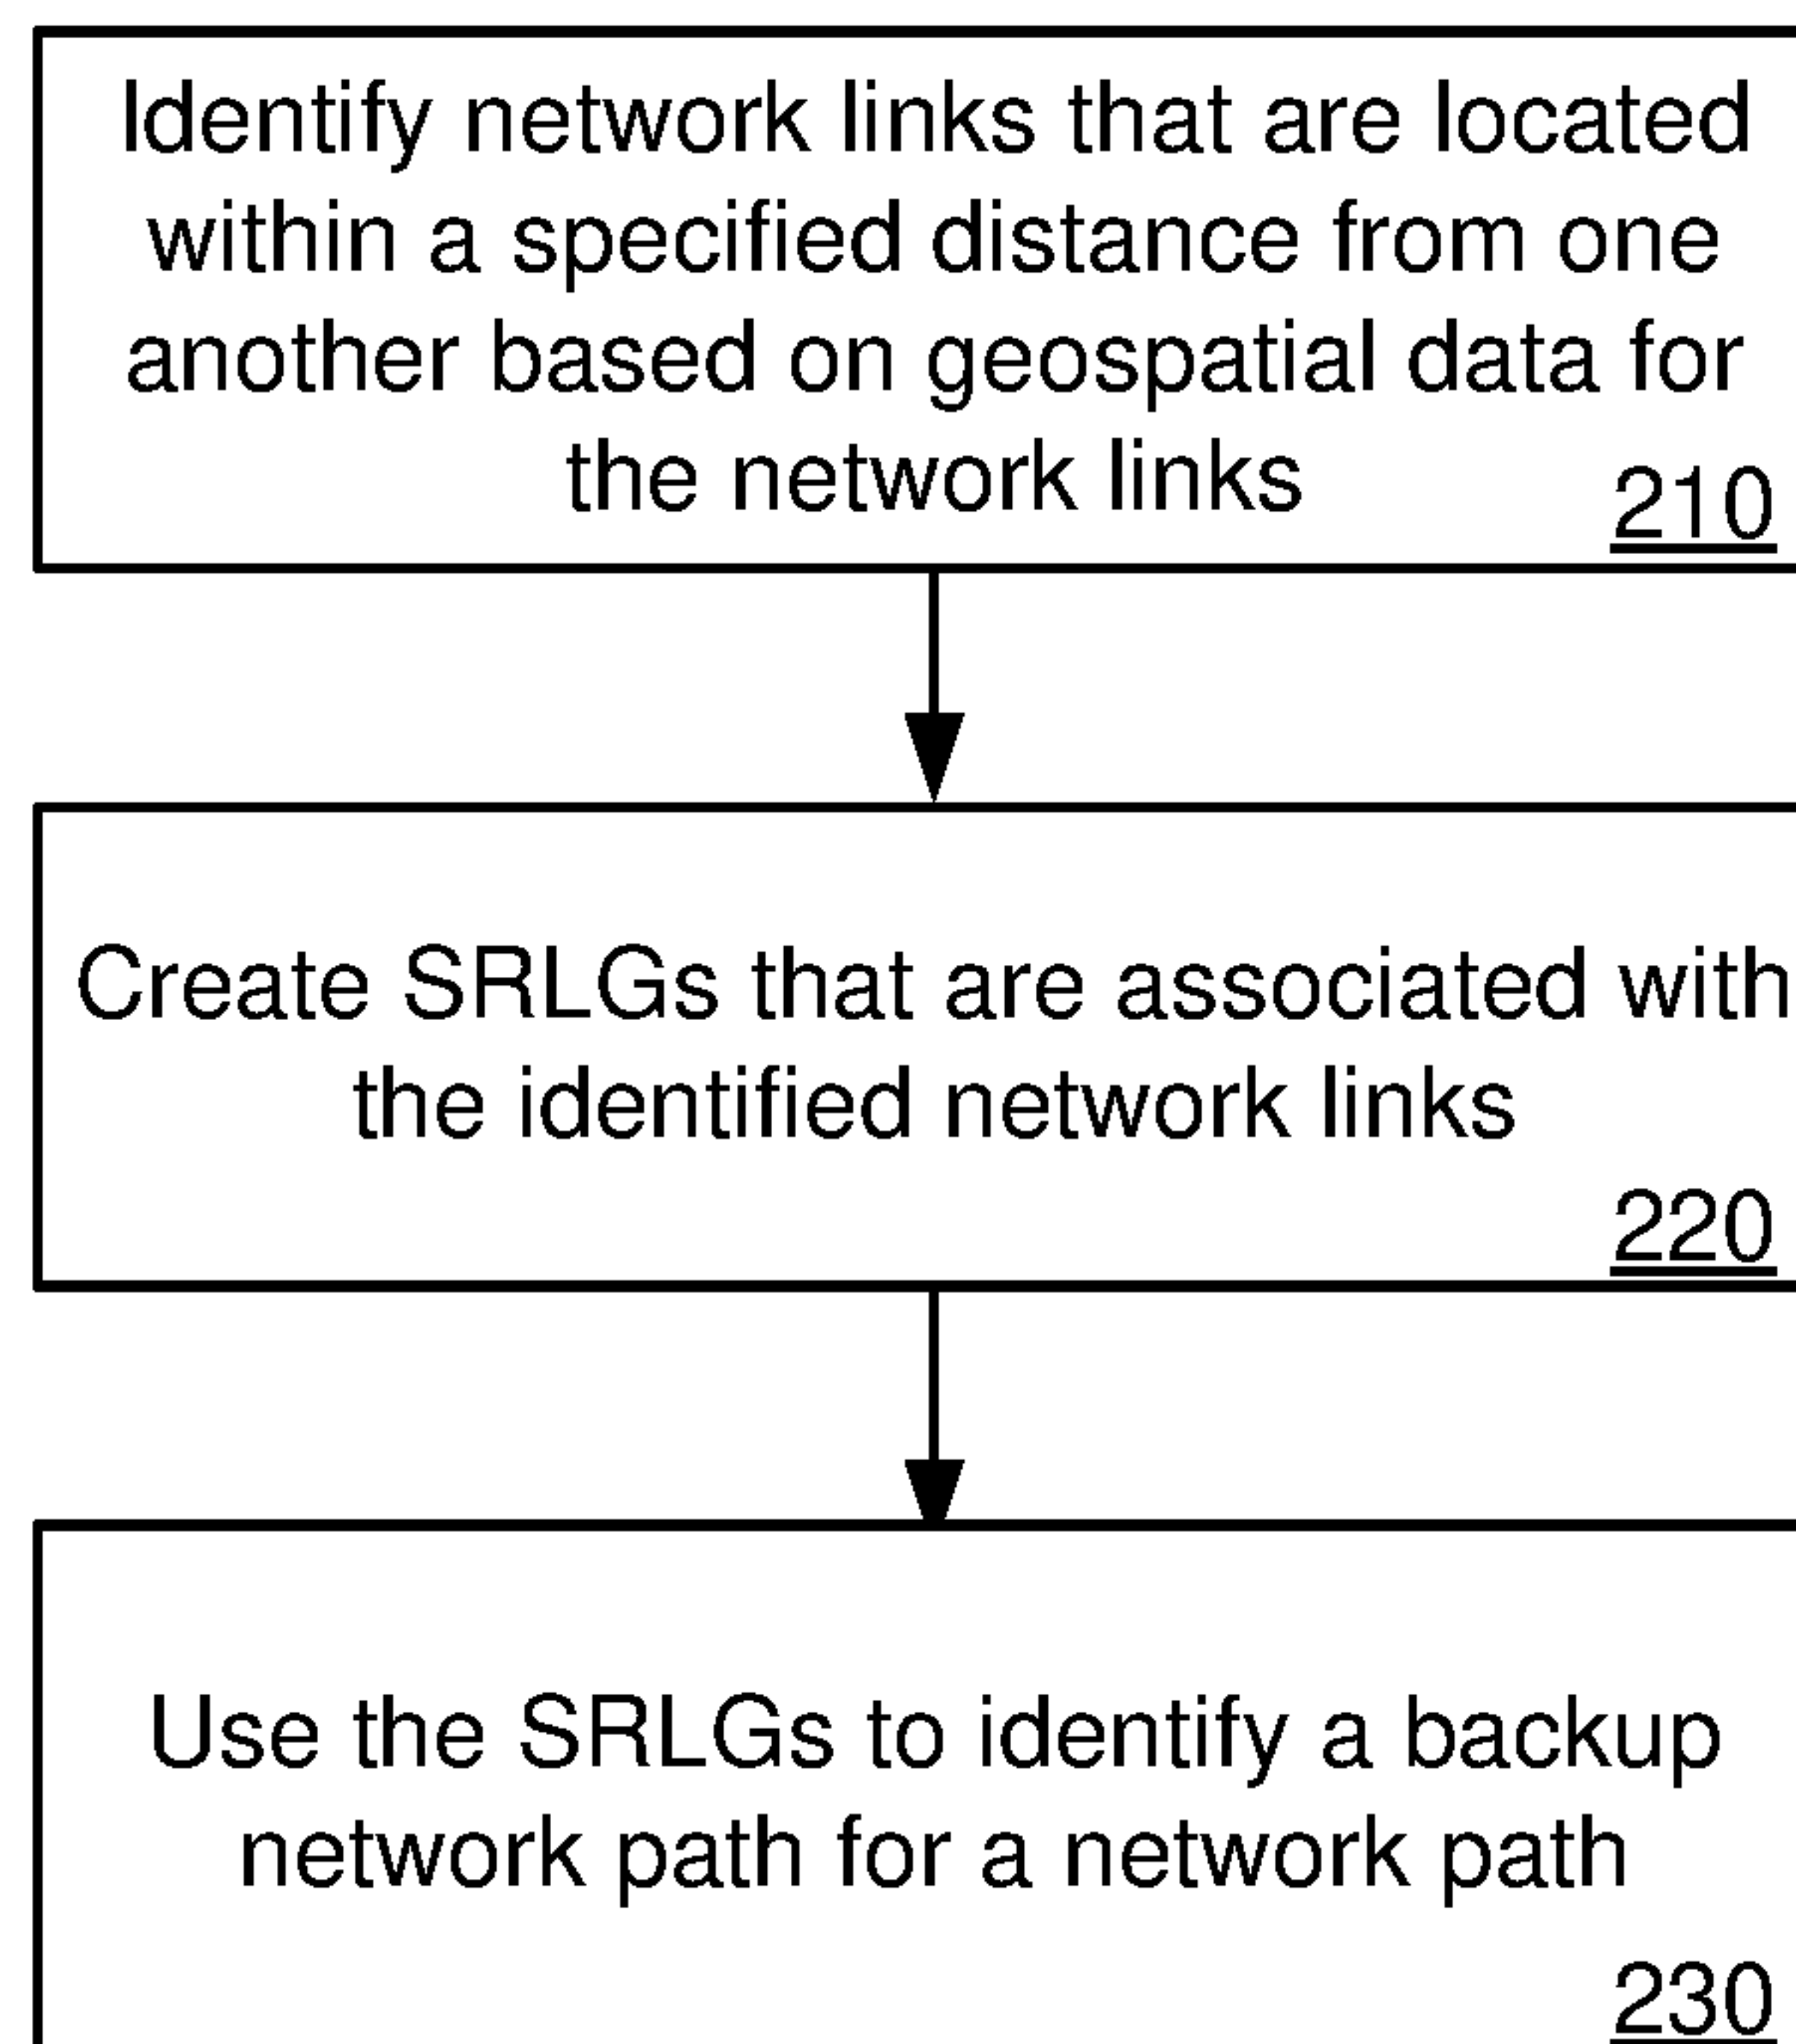 Identify network links that are located
within a specified distance from one
another based on geospatial data for
the network links
210
Create SRLGs that are associated with
the identified network links
220
Use the SRLGs to identify a backup
network path for a network path
230